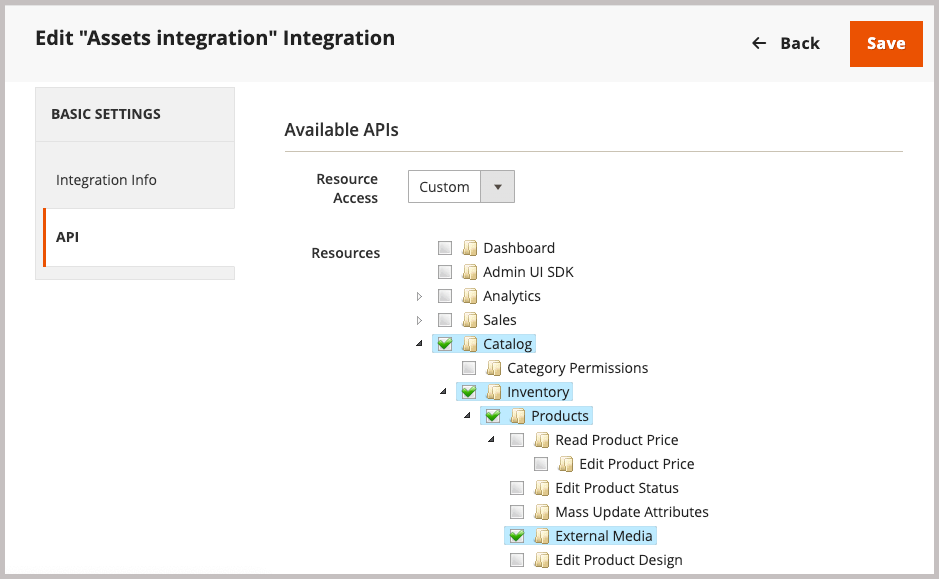 Edit "Assets integration" Integration
Back
Save
BASIC SETTINGS
Integration Info
API
Available APIs
Resource
Access
Custom
Resources
Dashboard
Admin UI SDK
Analytics
Sales
Catalog
Category Permissions
Inventory
Products
Read Product Price
Edit Product Price
Edit Product Status
Mass Update Attributes
External Media
Edit Product Design